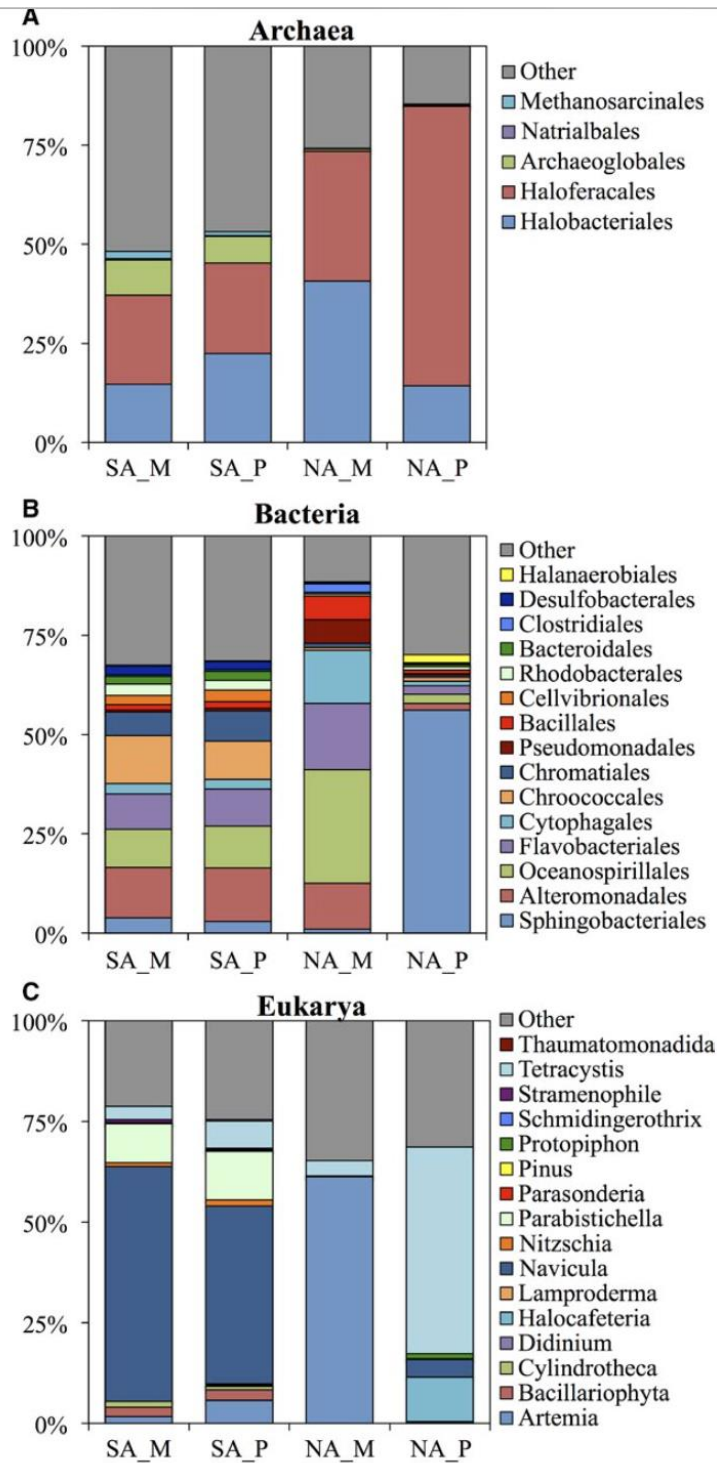 A
Archaea
100%
75%
50%
25%
0%
SA_M SA_P NA_M NA_P
Other
Methanosarcinales
Natrialbales
Archaeoglobales
Haloferacales
Halobacteriales
B
Bacteria
100%
75%
50%
25%
0%
SA_M SA_P NA_M NA_P
Other
Halanaerobiales
Desulfobacterales
Clostridiales
Bacteroidales
Rhodobacterales
Cellvibrionales
Bacillales
Pseudomonadales
Chromatiales
Chroococcales
Cytophagales
Flavobacteriales
Oceanospirillales
Alteromonadales
Sphingobacteriales
C
Eukarya
100%
75%
50%
25%
0%
SA_M SA_P NA_M NA_P
Other
Thaumatomonadida
Tetracystis
Stramenophile
Schmidingerothrix
Protopiphon
Pinus
Parasonderia
Parabistichella
Nitzschia
Navicula
Lamproderma
Halocafeteria
Didinium
Cylindrotheca
Bacillariophyta
Artemia